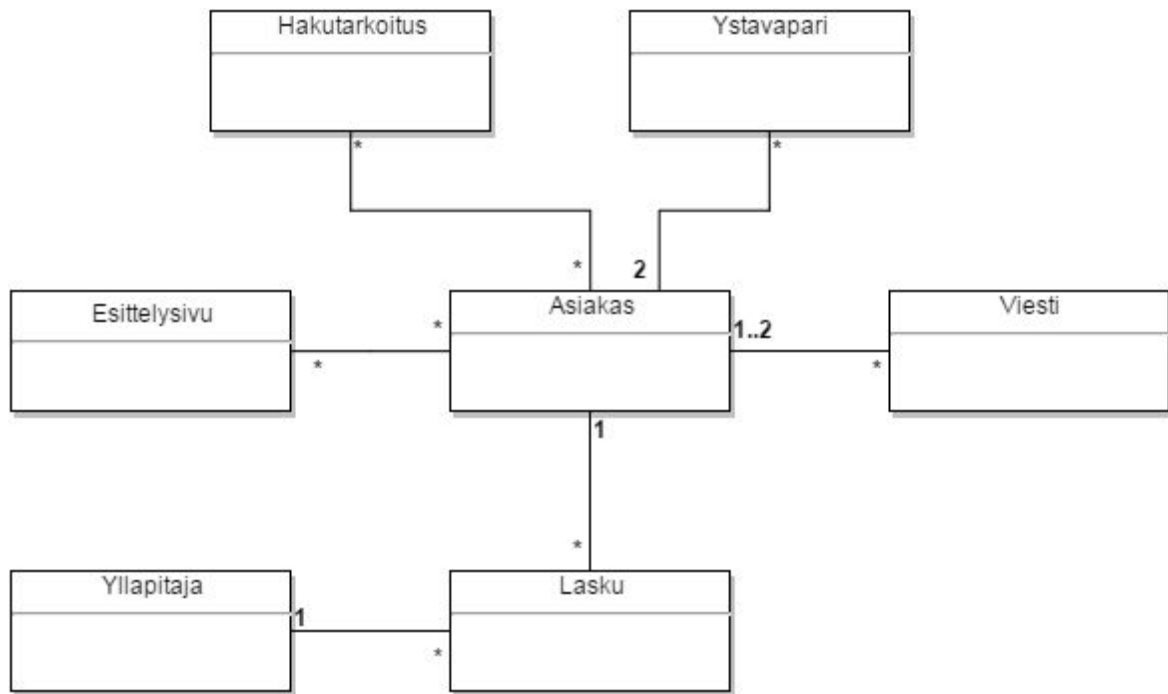 Hakutarkoitus
Ystavapari
*
*
*
2
Esittelysivu
Asiakas
Viesti
*
1..2
*
*
1
*
Yllapitaja
Lasku
1
*